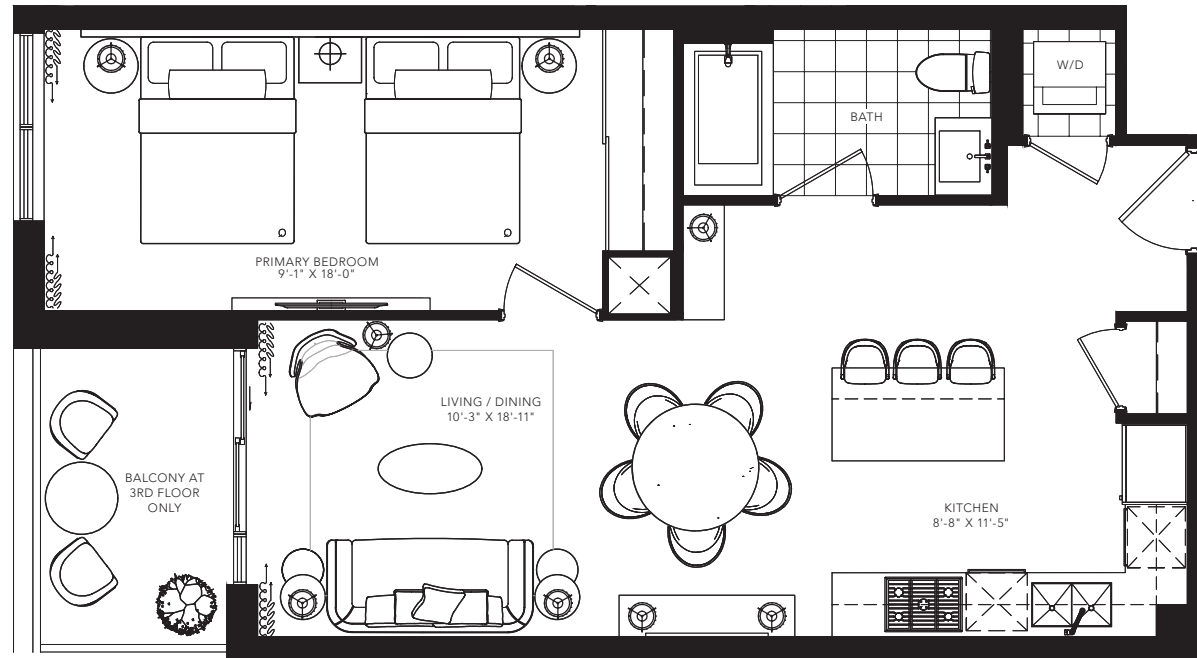 W/D
BATH
PRIMARY BEDROOM
9'-1" X 18'-0"
LIVING / DINING
10'-3" X 18'-11"
BALCONY AT
3RD FLOOR
ONLY
KITCHEN
8'-8" X 11'-5"